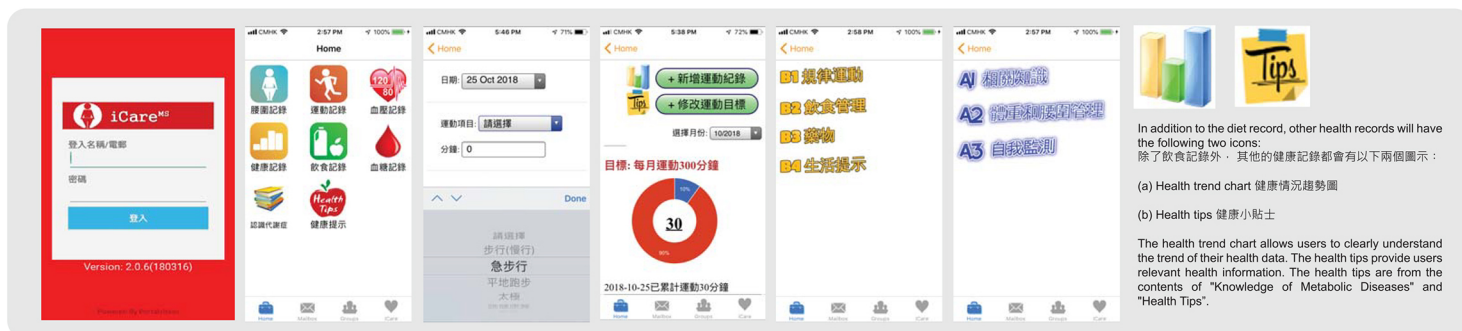 iCareMS
登入名稱/電郵
密碼
登入
Version: 2.0.6(180316)
CMHK 2:57 PM 100%
Home
腰圍記錄 運動記錄 血壓記錄
120
80
健康記錄 飲食記錄 血糖記錄
Health
Tips
認識代謝症 健康提示
Home Mailbox Groups iCare
CMHK 5:46 PM 71%
Home
日期: 25 Oct 2018
運動項目: 請選擇
分鐘: 0
Done
請選擇
步行(慢行)
急步行
平地跑步
太極
Home Mailbox Groups iCare
CMHK 5:38 PM 72%
Home
+ 新增運動紀錄
Tips
+ 修改運動目標
選擇月份: 10/2018
目標: 每月運動300分鐘
10%
30
90%
2018-10-25已累計運動30分鐘
Home Mailbox Groups iCare
CMHK 2:58 PM 100%
Home
B1 規律運動
B2 飲食管理
B3 藥物
B4 生活提示
Home Mailbox Groups iCare
CMHK 2:57 PM 100%
Home
A1 相關知識
A2 體重和腰圍管理
A3 自我監測
Home Mailbox Groups iCare
Tips
In addition to the diet record, other health records will have
the following two icons:
除了飲食記錄外，其他的健康記錄都會有以下兩個圖示：
(a) Health trend chart 健康情況趨勢圖
(b) Health tips 健康小貼士
The health trend chart allows users to clearly understand
the trend of their health data. The health tips provide users
relevant health information. The health tips are from the
contents of "Knowledge of Metabolic Diseases" and
"Health Tips".